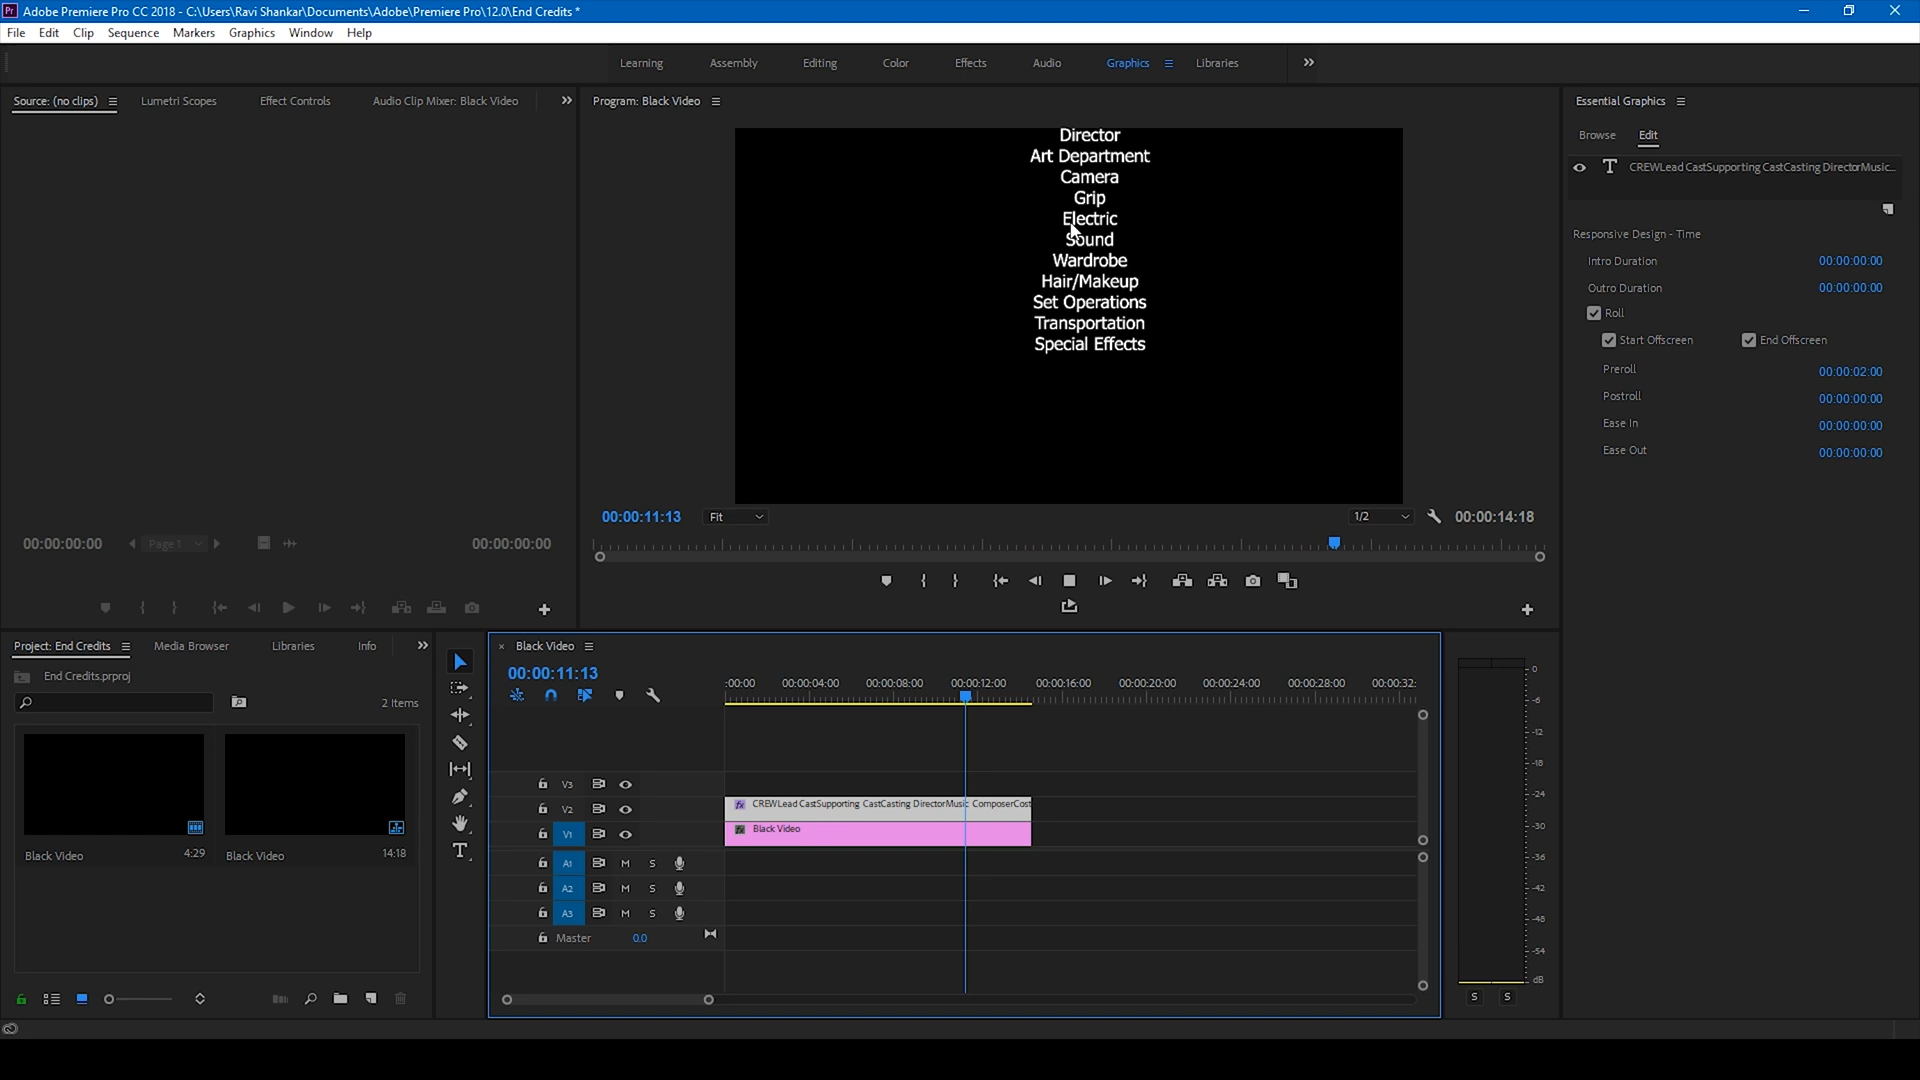 Pr Adobe Premiere Pro CC 2018 - C:\Users\Ravi Shankar\Documents\Adobe\Premiere Pro\12.0\End Credits *
File Edit Clip Sequence Markers Graphics Window Help
Learning Assembly Editing Color Effects Audio Graphics Libraries
Source: (no clips) Lumetri Scopes Effect Controls Audio Clip Mixer: Black Video
Program: Black Video
Director
Art Department
Camera
Grip
Electric
Sound
Wardrobe
Hair/Makeup
Set Operations
Transportation
Special Effects
00:00:11:13 Fit 1/2 00:00:14:18
00:00:00:00 Page 1 00:00:00:00
Essential Graphics
Browse Edit
T CREWLead CastSupporting CastCasting DirectorMusic...
Responsive Design - Time
Intro Duration 00:00:00:00
Outro Duration 00:00:00:00
Roll
Start Offscreen End Offscreen
Preroll 00:00:02:00
Postroll 00:00:00:00
Ease In 00:00:00:00
Ease Out 00:00:00:00
Project: End Credits Media Browser Libraries Info
End Credits.prproj
2 Items
Black Video 4:29 Black Video 14:18
× Black Video
00:00:11:13
:00:00 00:00:04:00 00:00:08:00 00:00:12:00 00:00:16:00 00:00:20:00 00:00:24:00 00:00:28:00 00:00:32:
V3
V2 fx CREWLead CastSupporting CastCasting DirectorMusic ComposerCost
V1 fx Black Video
A1 M S
A2 M S
A3 M S
Master 0.0
0
-6
-12
-18
-24
-30
-36
-42
-48
-54
dB
S S